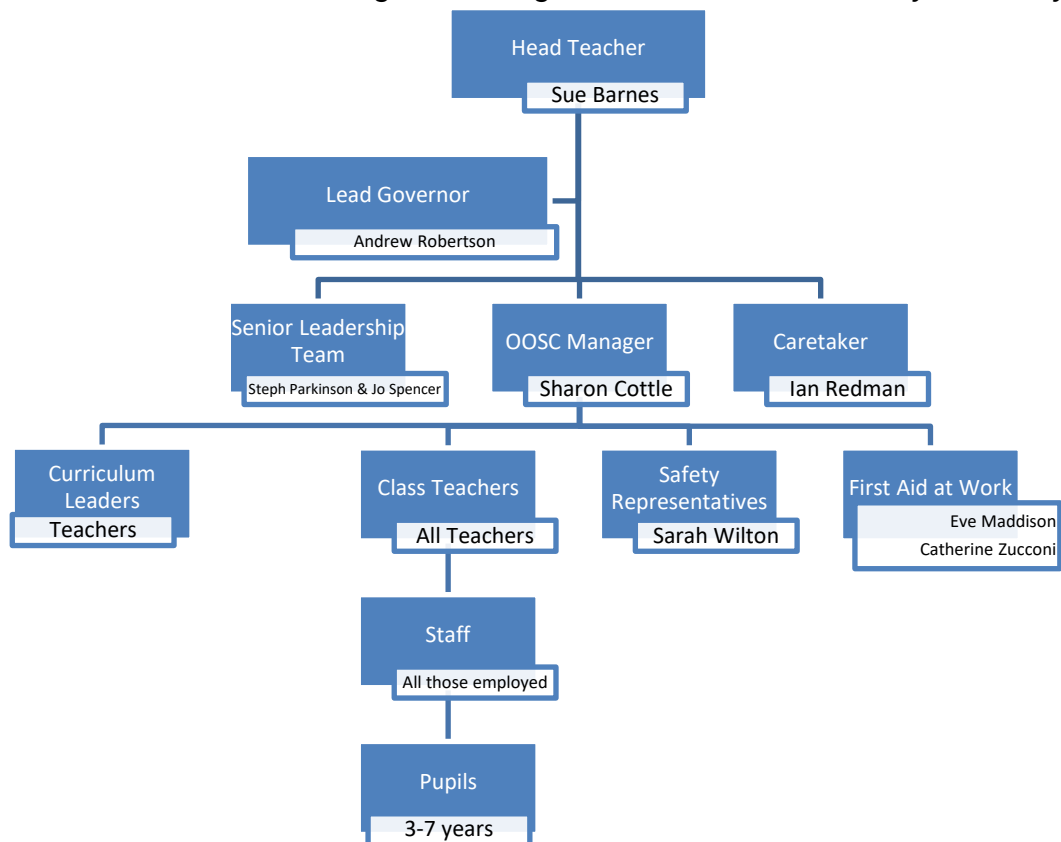 Head Teacher
Sue Barnes
Lead Governor
Andrew Robertson
Senior Leadership
Team
Steph Parkinson & Jo Spencer
OOSC Manager
Sharon Cottle
Caretaker
Ian Redman
Curriculum
Leaders
Teachers
Class Teachers
All Teachers
Safety
Representatives
Sarah Wilton
First Aid at Work
Eve Maddison
Catherine Zucconi
Staff
All those employed
Pupils
3-7 years